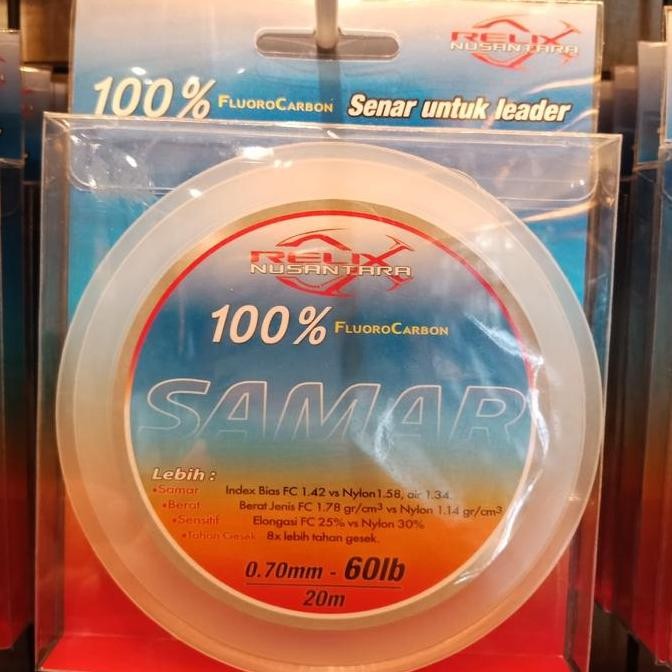 RELIX
NUSANTARA
100% FLUOROCARBON Senar untuk leader
RELIX
NUSANTARA
100% FLUOROCARBON
SAMAR
Lebih :
•Samar Index Bias FC 1.42 vs Nylon 1.58, air 1.34.
•Berat Berat Jenis FC 1.78 gr/cm³ vs Nylon 1.14 gr/cm³
•Sensitif Elongasi FC 25% vs Nylon 30%
•Tahan Gesek 8x lebih tahan gesek.
0.70mm - 60lb
20m